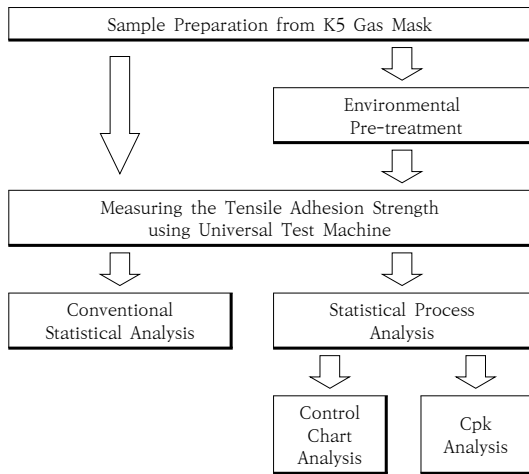 Sample Preparation from K5 Gas Mask
Environmental
Pre-treatment
Measuring the Tensile Adhesion Strength
using Universal Test Machine
Conventional
Statistical Analysis
Statistical Process
Analysis
Control
Chart
Analysis
Cpk
Analysis